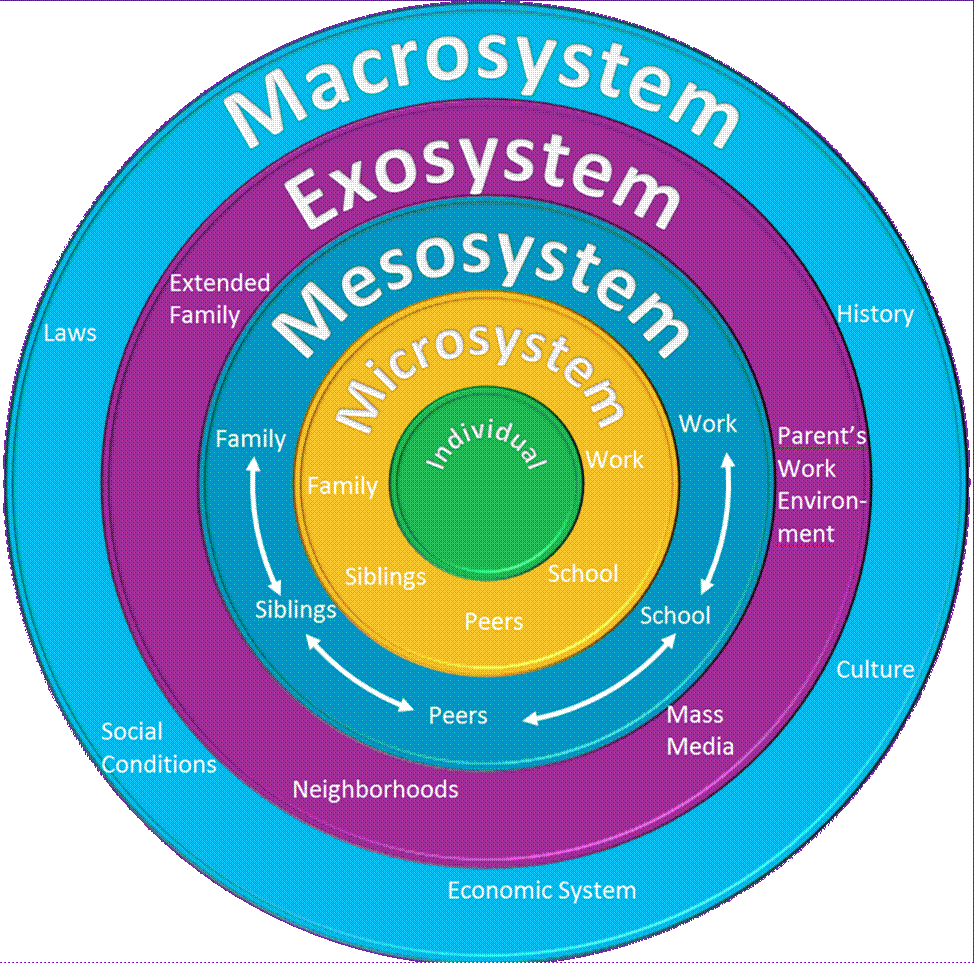 Macrosystem
Exosystem
Mesosystem
Microsystem
Individual
Laws
History
Culture
Social
Conditions
Economic System
Extended
Family
Parent's
Work
Environ-
ment
Mass
Media
Neighborhoods
Family
Work
Siblings
School
Peers
Family
Work
Siblings
School
Peers